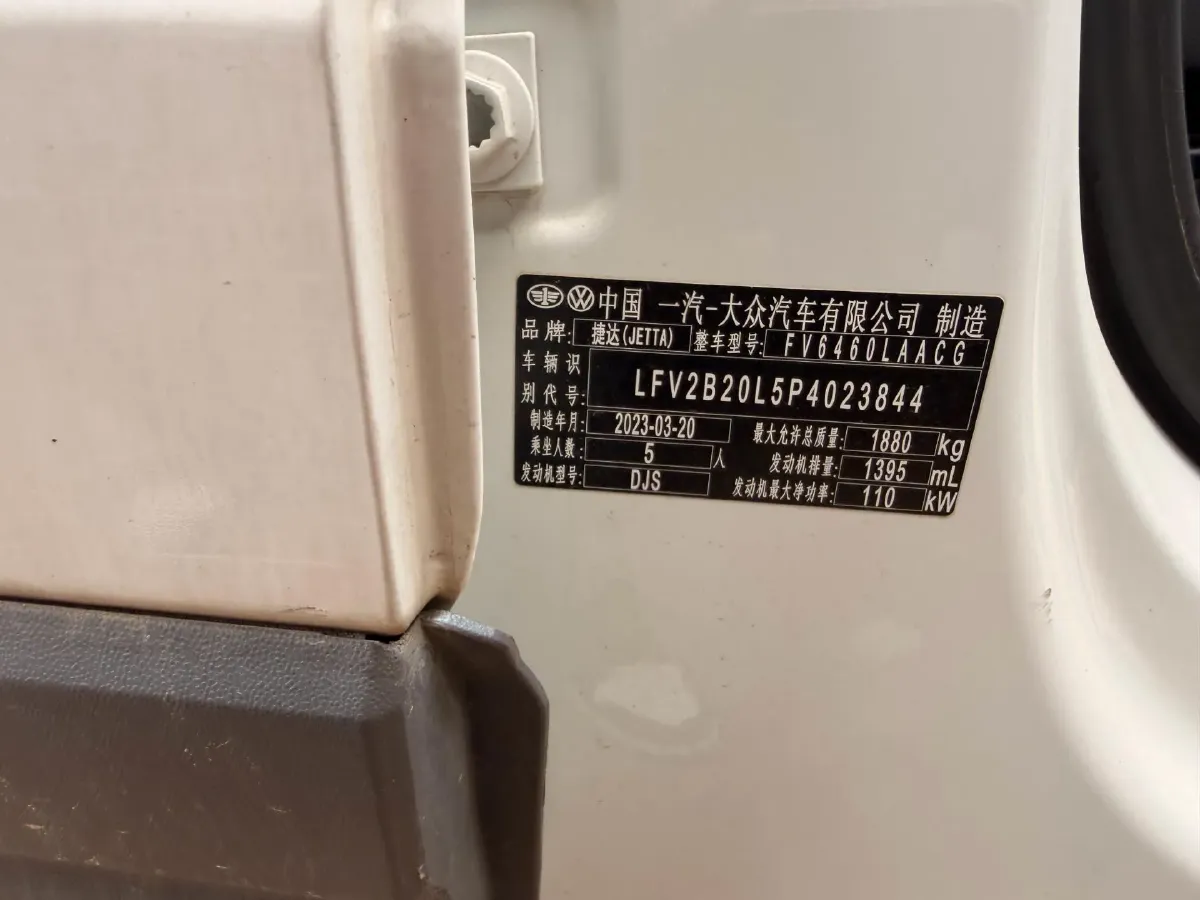 中国 一汽-大众汽车有限公司 制造
品牌: 捷达(JETTA) 整车型号: FV6460LAACG
车辆识别代号: LFV2B20L5P4023844
制造年月: 2023-03-20 最大允许总质量: 1880 kg
乘坐人数: 5 人 发动机排量: 1395 mL
发动机型号: DJS 发动机最大净功率: 110 kW